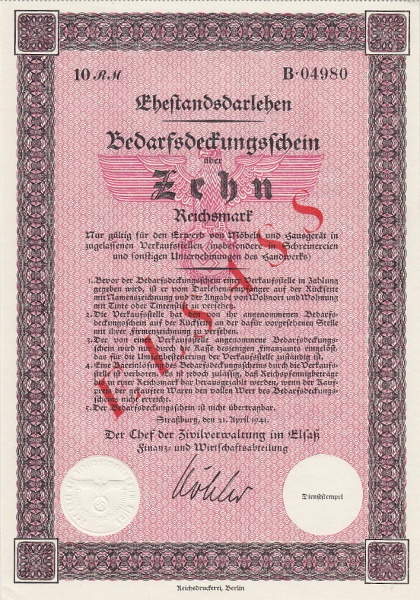 10 RM
B·04980
Ehestandsdarlehen
Bedarfsdeckungsschein
über
Zehn
Reichsmark
Nur gültig für den Erwerb von Möbeln und Hausgerät in
zugelassenen Verkaufsstellen (insbesondere in Schreinereien
und sonstigen Unternehmungen des Handwerks)
1. Bevor der Bedarfsdeckungsschein einer Verkaufsstelle in Zahlung
gegeben wird, ist er vom Darlehensempfänger auf der Rückseite
mit Namenszeichnung und der Angabe von Wohnort und Wohnung
mit Tinte oder Tintenstift zu versehen.
2. Die Verkaufsstelle hat den von ihr angenommenen Bedarfs-
deckungsschein auf der Rückseite an der dafür vorgesehenen Stelle
mit ihrer Firmenzeichnung zu versehen.
3. Der von einer Verkaufsstelle angenommene Bedarfsdeckungs-
schein wird durch die Kasse desjenigen Finanzamts eingelöst,
das für die Umsatzbesteuerung der Verkaufsstelle zuständig ist.
4. Eine Bareinlösung des Bedarfsdeckungsscheins durch die Verkaufs-
stelle ist verboten. Es ist jedoch zulässig, daß Reichspfennigbeträge
bis zu einer Reichsmark bar herausgezahlt werden, wenn der Kauf-
preis der gekauften Waren den vollen Wert des Bedarfsdeckungs-
scheins nicht erreicht.
5. Der Bedarfsdeckungsschein ist nicht übertragbar.
Straßburg, den 21. April 1941.
Der Chef der Zivilverwaltung im Elsaß
Finanz- und Wirtschaftsabteilung
Köhler
Dienststempel
Reichsdruckerei, Berlin